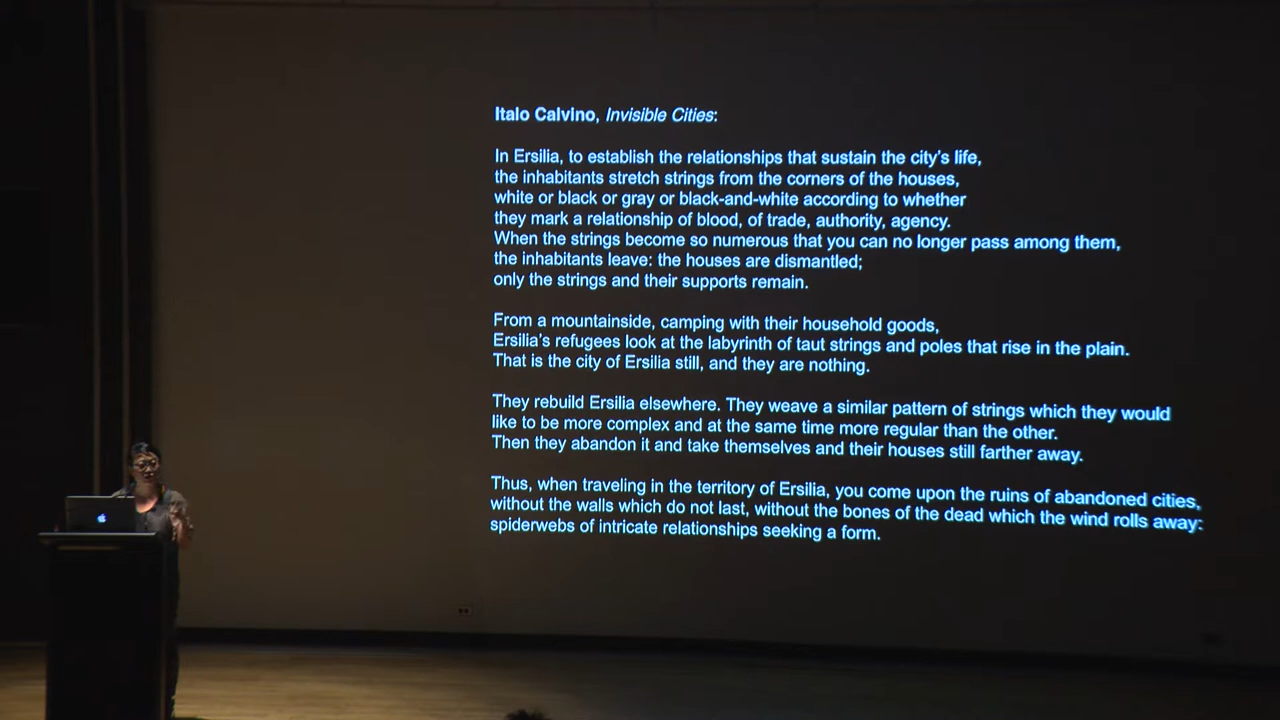 Italo Calvino, Invisible Cities:
In Ersilia, to establish the relationships that sustain the city's life,
the inhabitants stretch strings from the corners of the houses,
white or black or gray or black-and-white according to whether
they mark a relationship of blood, of trade, authority, agency.
When the strings become so numerous that you can no longer pass among them,
the inhabitants leave: the houses are dismantled;
only the strings and their supports remain.
From a mountainside, camping with their household goods,
Ersilia's refugees look at the labyrinth of taut strings and poles that rise in the plain.
That is the city of Ersilia still, and they are nothing.
They rebuild Ersilia elsewhere. They weave a similar pattern of strings which they would
like to be more complex and at the same time more regular than the other.
Then they abandon it and take themselves and their houses still farther away.
Thus, when traveling in the territory of Ersilia, you come upon the ruins of abandoned cities,
without the walls which do not last, without the bones of the dead which the wind rolls away:
spiderwebs of intricate relationships seeking a form.